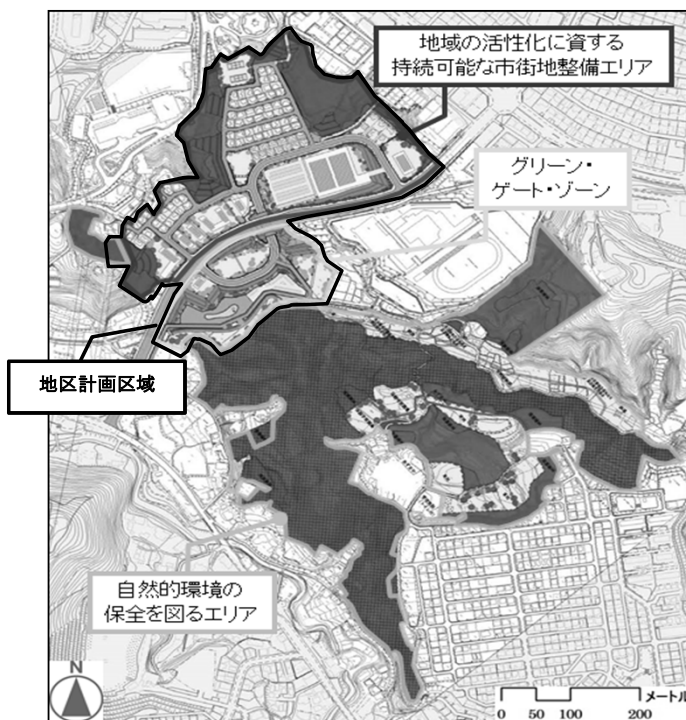 地域の活性化に資する
持続可能な市街地整備エリア
グリーン・
ゲート・ゾーン
地区計画区域
自然的環境の
保全を図るエリア
N
メートル
0 50 100 200